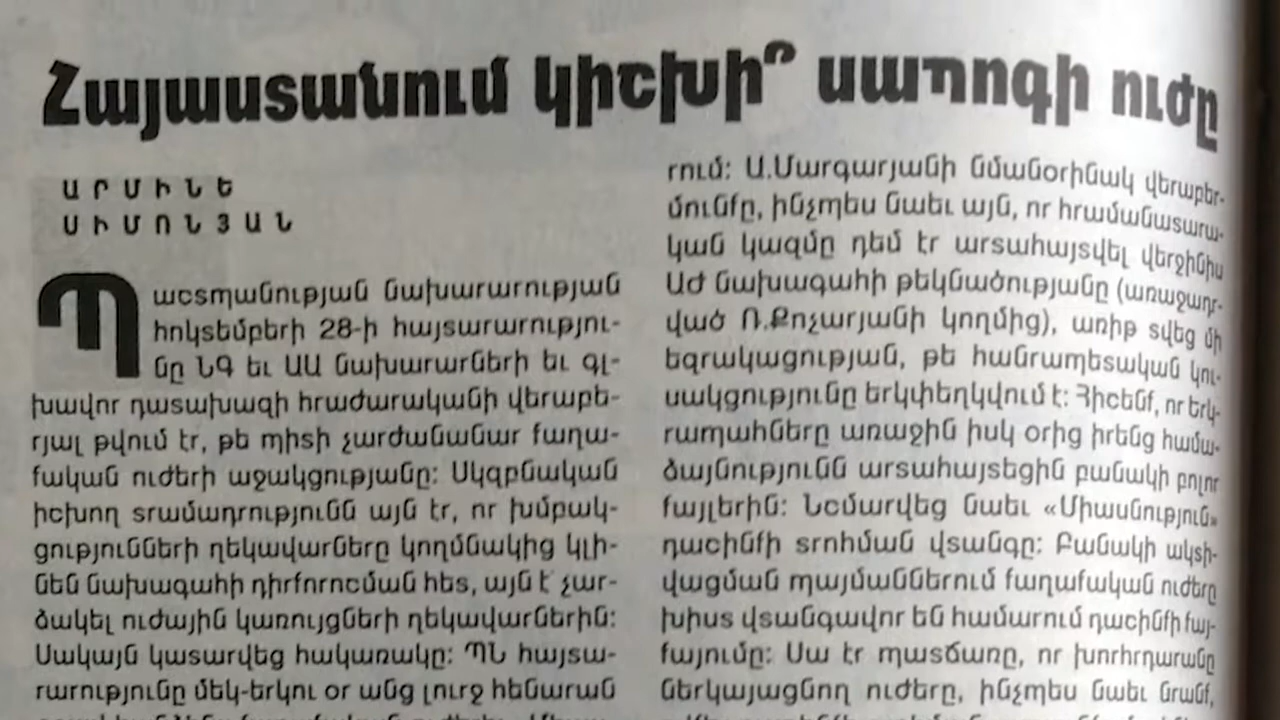 Հայաստանում կիշխի՞ սապոգի ուժը
ԱՐՄԻՆԵ
ՍԻՄՈՆՅԱՆ
Պաշտպանության նախարարության
հոկտեմբերի 28-ի հայտարարությու-
նը ՆԳ եւ ԱԱ նախարարների եւ գլ-
խավոր դատախազի հրաժարականի վերաբե-
րյալ թվում էր, թե պիտի չարժանանար քաղա-
քական ուժերի աջակցությանը: Սկզբնական
իշխող տրամադրությունն այն էր, որ խմբակ-
ցությունների ղեկավարները կողմնակից կլի-
նեն նախագահի դիրքորոշման հետ, այն է՝ չար-
ձակել ուժային կառույցների ղեկավարներին:
Սակայն կատարվեց հակառակը: ՊՆ հայտա-
րարությունը մեկ-երկու օր անց լուրջ հենարան
րում: Ա.Մարգարյանի նմանօրինակ վերաբեր-
մունքը, ինչպես նաեւ այն, որ հրամանատարա-
կան կազմը դեմ էր արտահայտվել վերջինիս
ԱԺ նախագահի թեկնածությանը (առաջադր-
ված Ռ.Քոչարյանի կողմից), առիթ տվեց մի
եզրակացության, թե հանրապետական կու-
սակցությունը երկփեղկվում է: Հիշենք, որ երկ-
րապահները առաջին իսկ օրից իրենց համա-
ձայնությունն արտահայտեցին բանակի բոլոր
քայլերին: Նշմարվեց նաեւ «Միասնություն»
դաշինքի տրոհման վտանգը: Բանակի ակտի-
վացման պայմաններում քաղաքական ուժերը
խիստ վտանգավոր են համարում դաշինքի քայ-
քայումը: Սա էր պատճառը, որ խորհրդարանը
ներկայացնող ուժերը, ինչպես նաեւ նրանք,